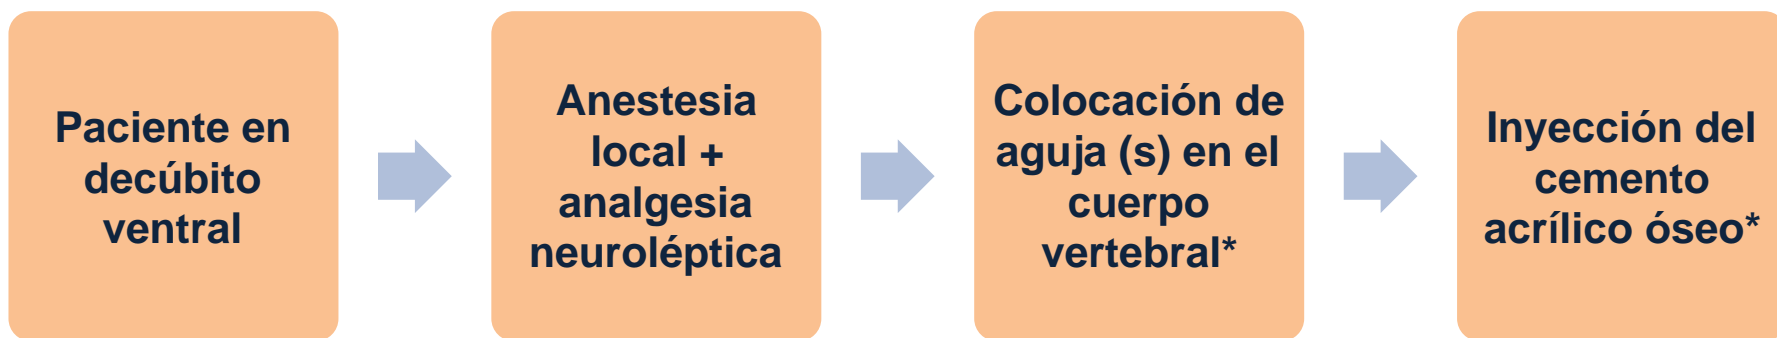 Paciente en
decúbito
ventral
Anestesia
local +
analgesia
neuroléptica
Colocación de
aguja (s) en el
cuerpo
vertebral*
Inyección del
cemento
acrílico óseo*